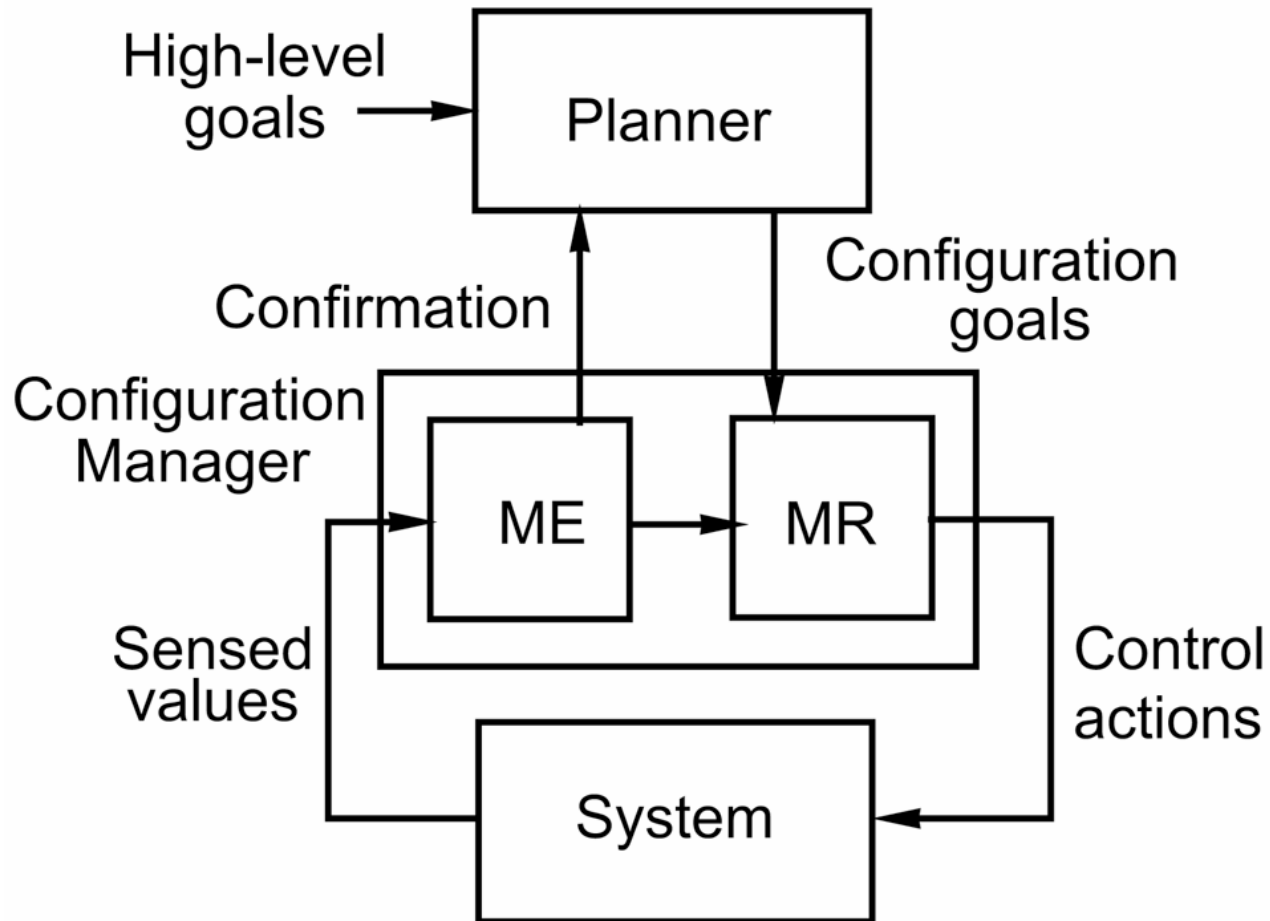 High-level
goals
Planner
Confirmation
Configuration
goals
Configuration
Manager
ME
MR
Sensed
values
Control
actions
System